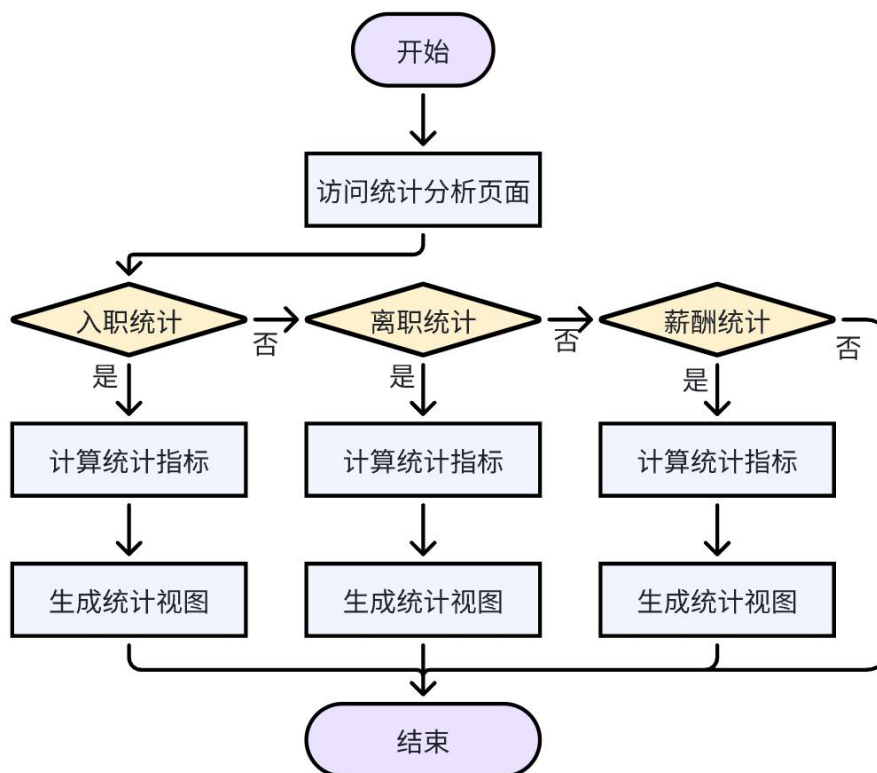 开始
访问统计分析页面
入职统计
否
离职统计
否
薪酬统计
否
是
是
是
计算统计指标
计算统计指标
计算统计指标
生成统计视图
生成统计视图
生成统计视图
结束